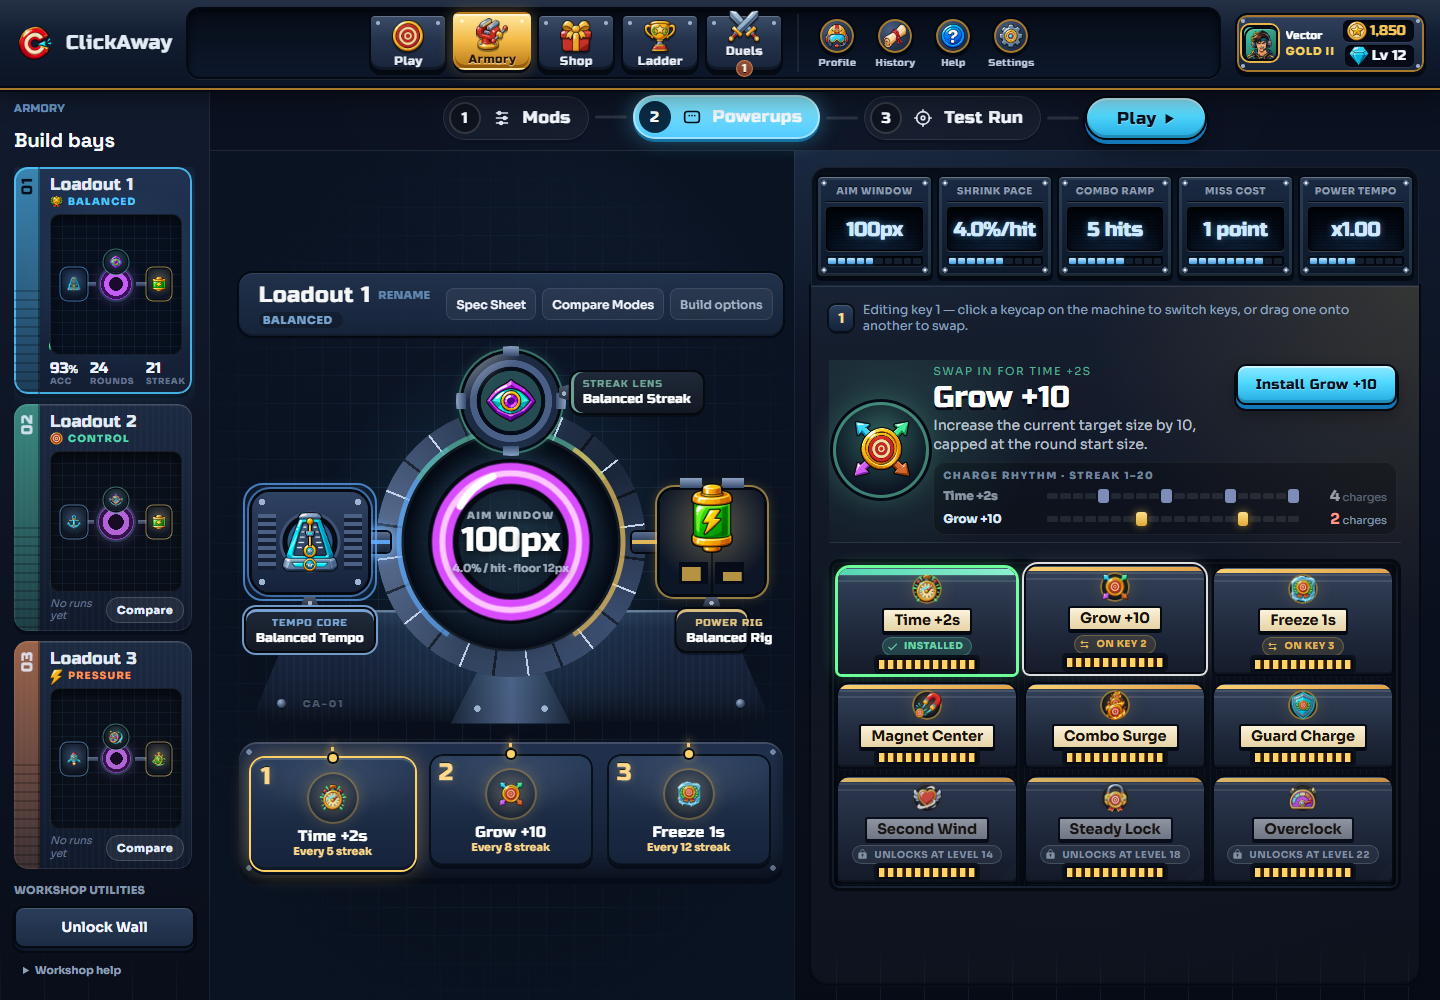 ClickAway
Play
Armory
Shop
Ladder
Duels
1
Profile
History
Help
Settings
Vector
GOLD II
1,850
Lv 12
ARMORY
Build bays
1 Mods
2 Powerups
3 Test Run
Play
01
Loadout 1
BALANCED
93% 24 21
ACC ROUNDS STREAK
02
Loadout 2
CONTROL
No runs yet
Compare
03
Loadout 3
PRESSURE
No runs yet
Compare
WORKSHOP UTILITIES
Unlock Wall
Workshop help
Loadout 1 RENAME
BALANCED
Spec Sheet
Compare Modes
Build options
STREAK LENS
Balanced Streak
AIM WINDOW
100px
4.0% / hit · floor 12px
TEMPO CORE
Balanced Tempo
POWER RIG
Balanced Rig
CA-01
1
Time +2s
Every 5 streak
2
Grow +10
Every 8 streak
3
Freeze 1s
Every 12 streak
AIM WINDOW
100px
SHRINK PACE
4.0%/hit
COMBO RAMP
5 hits
MISS COST
1 point
POWER TEMPO
x1.00
1
Editing key 1 — click a keycap on the machine to switch keys, or drag one onto
another to swap.
SWAP IN FOR TIME +2S
Grow +10
Increase the current target size by 10,
capped at the round start size.
Install Grow +10
CHARGE RHYTHM · STREAK 1–20
Time +2s 4 charges
Grow +10 2 charges
Time +2s
INSTALLED
Grow +10
ON KEY 2
Freeze 1s
ON KEY 3
Magnet Center
Combo Surge
Guard Charge
Second Wind
UNLOCKS AT LEVEL 14
Steady Lock
UNLOCKS AT LEVEL 18
Overclock
UNLOCKS AT LEVEL 22